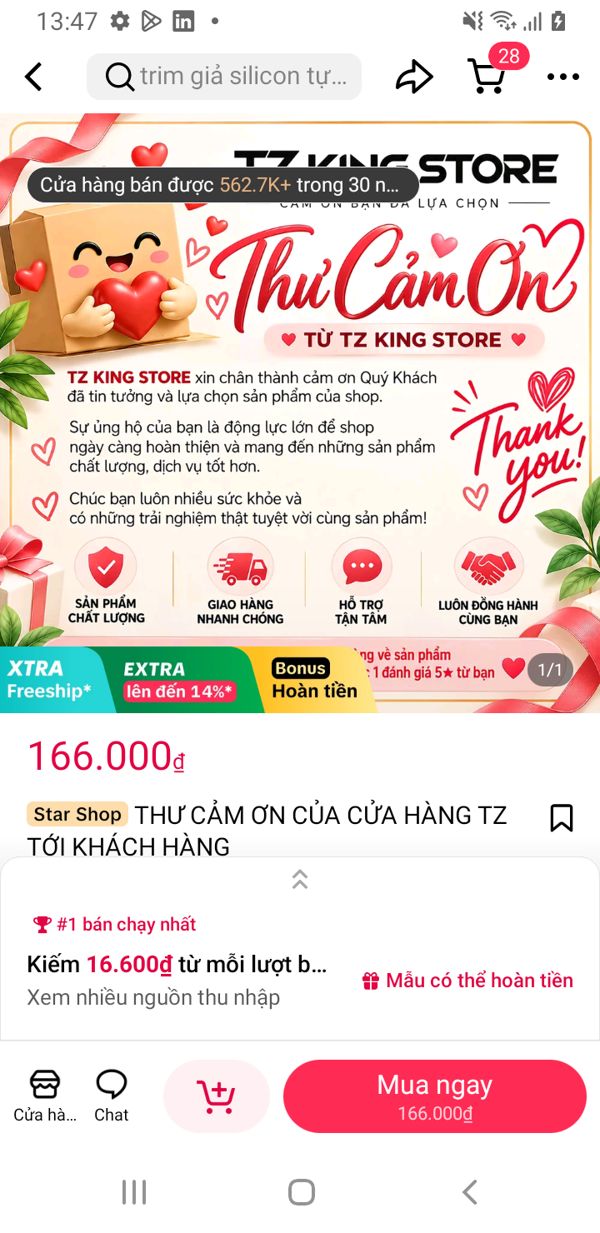 13:47
28
trim giả silicon tự...
TZ KING STORE
Cửa hàng bán được 562.7K+ trong 30 n...
CẢM ƠN BẠN ĐÃ LỰA CHỌN
Thư Cảm Ơn
TỪ TZ KING STORE
TZ KING STORE xin chân thành cảm ơn Quý Khách
đã tin tưởng và lựa chọn sản phẩm của shop.
Sự ủng hộ của bạn là động lực lớn để shop
ngày càng hoàn thiện và mang đến những sản phẩm
chất lượng, dịch vụ tốt hơn.
Thank
you!
Chúc bạn luôn nhiều sức khỏe và
có những trải nghiệm thật tuyệt vời cùng sản phẩm!
SẢN PHẨM
CHẤT LƯỢNG
GIAO HÀNG
NHANH CHÓNG
HỖ TRỢ
TẬN TÂM
LUÔN ĐỒNG HÀNH
CÙNG BẠN
XTRA
Freeship*
EXTRA
lên đến 14%*
Bonus
Hoàn tiền
về sản phẩm
1 đánh giá 5★ từ bạn
1/1
166.000₫
Star Shop THƯ CẢM ƠN CỦA CỬA HÀNG TZ
TỚI KHÁCH HÀNG
#1 bán chạy nhất
Kiếm 16.600₫ từ mỗi lượt b...
Xem nhiều nguồn thu nhập
Mẫu có thể hoàn tiền
Cửa hà...
Chat
Mua ngay
166.000₫